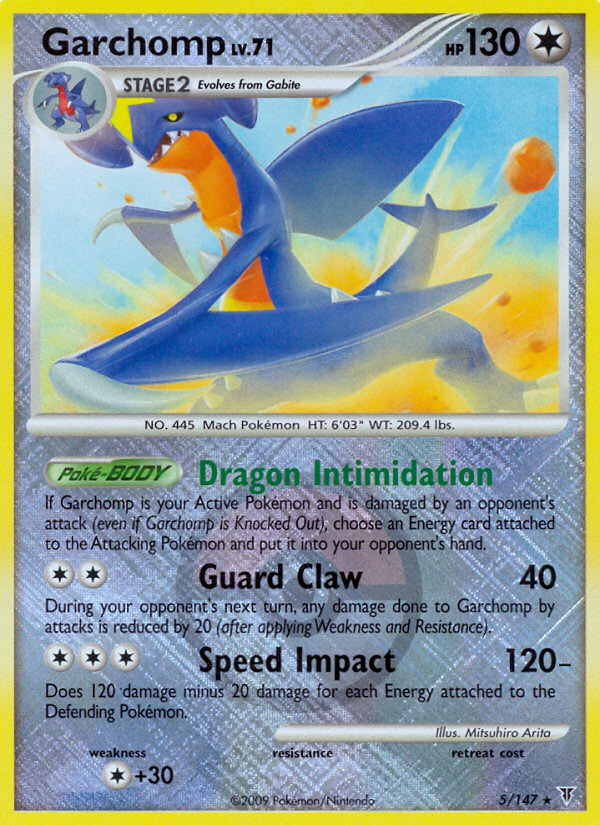 Garchomp LV.71 HP 130
STAGE2 Evolves from Gabite
NO. 445 Mach Pokémon HT: 6'03" WT: 209.4 lbs.
Poké-BODY Dragon Intimidation
If Garchomp is your Active Pokémon and is damaged by an opponent's
attack (even if Garchomp is Knocked Out), choose an Energy card attached
to the Attacking Pokémon and put it into your opponent's hand.
Guard Claw 40
During your opponent's next turn, any damage done to Garchomp by
attacks is reduced by 20 (after applying Weakness and Resistance).
Speed Impact 120–
Does 120 damage minus 20 damage for each Energy attached to the
Defending Pokémon.
Illus. Mitsuhiro Arita
weakness resistance retreat cost
+30
©2009 Pokémon/Nintendo 5/147 ★